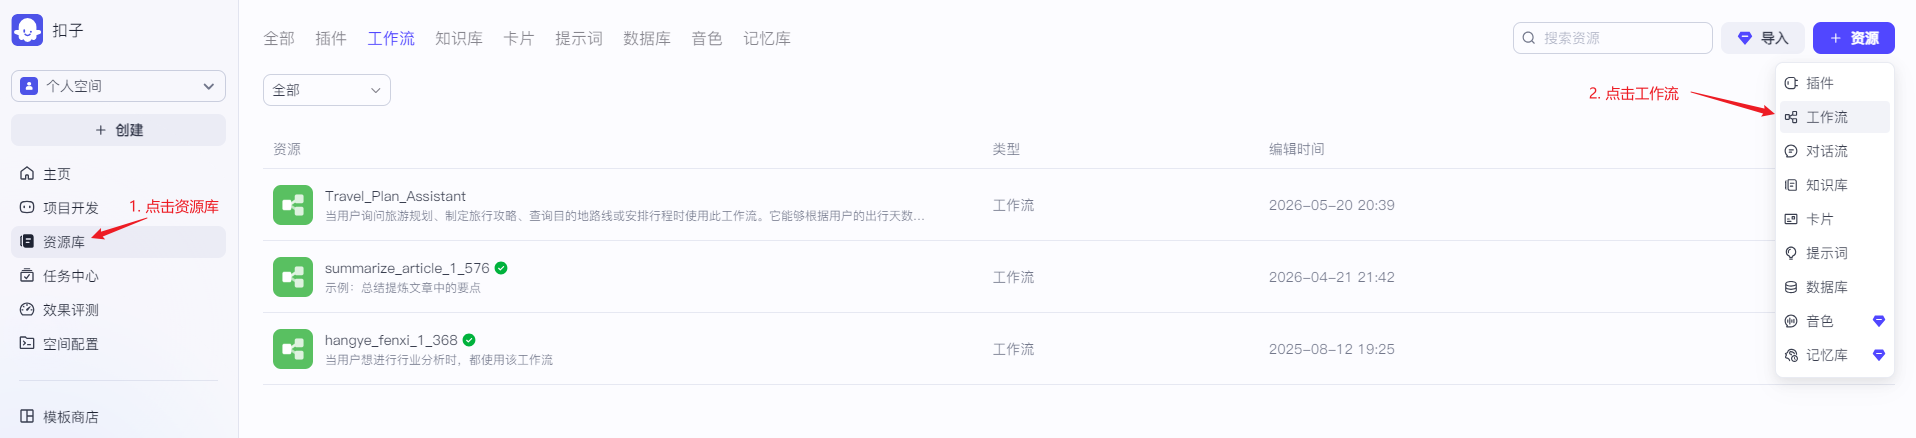 扣子
个人空间
+ 创建
主页
项目开发
资源库
任务中心
效果评测
空间配置
模板商店
1. 点击资源库
全部 插件 工作流 知识库 卡片 提示词 数据库 音色 记忆库
搜索资源
导入
+ 资源
全部
资源 类型 编辑时间
Travel_Plan_Assistant
当用户询问旅游规划、制定旅行攻略、查询目的地路线或安排行程时使用此工作流。它能够根据用户的出行天数...
工作流 2026-05-20 20:39
summarize_article_1_576
示例：总结提炼文章中的要点
工作流 2026-04-21 21:42
hangye_fenxi_1_368
当用户想进行行业分析时，都使用该工作流
工作流 2025-08-12 19:25
2. 点击工作流
插件
工作流
对话流
知识库
卡片
提示词
数据库
音色
记忆库